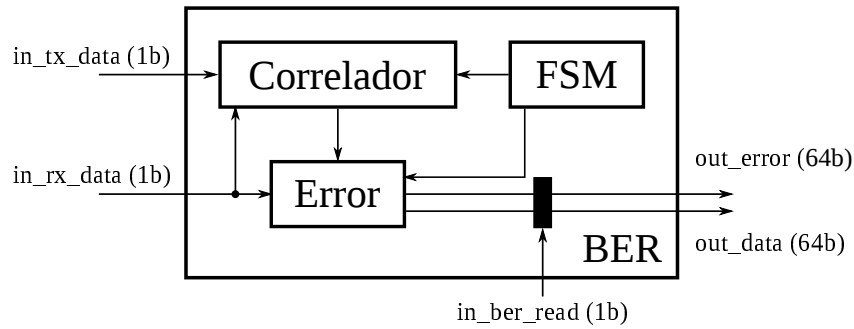 in_tx_data (1b)
Correlador
FSM
in_rx_data (1b)
Error
out_error (64b)
BER
out_data (64b)
in_ber_read (1b)